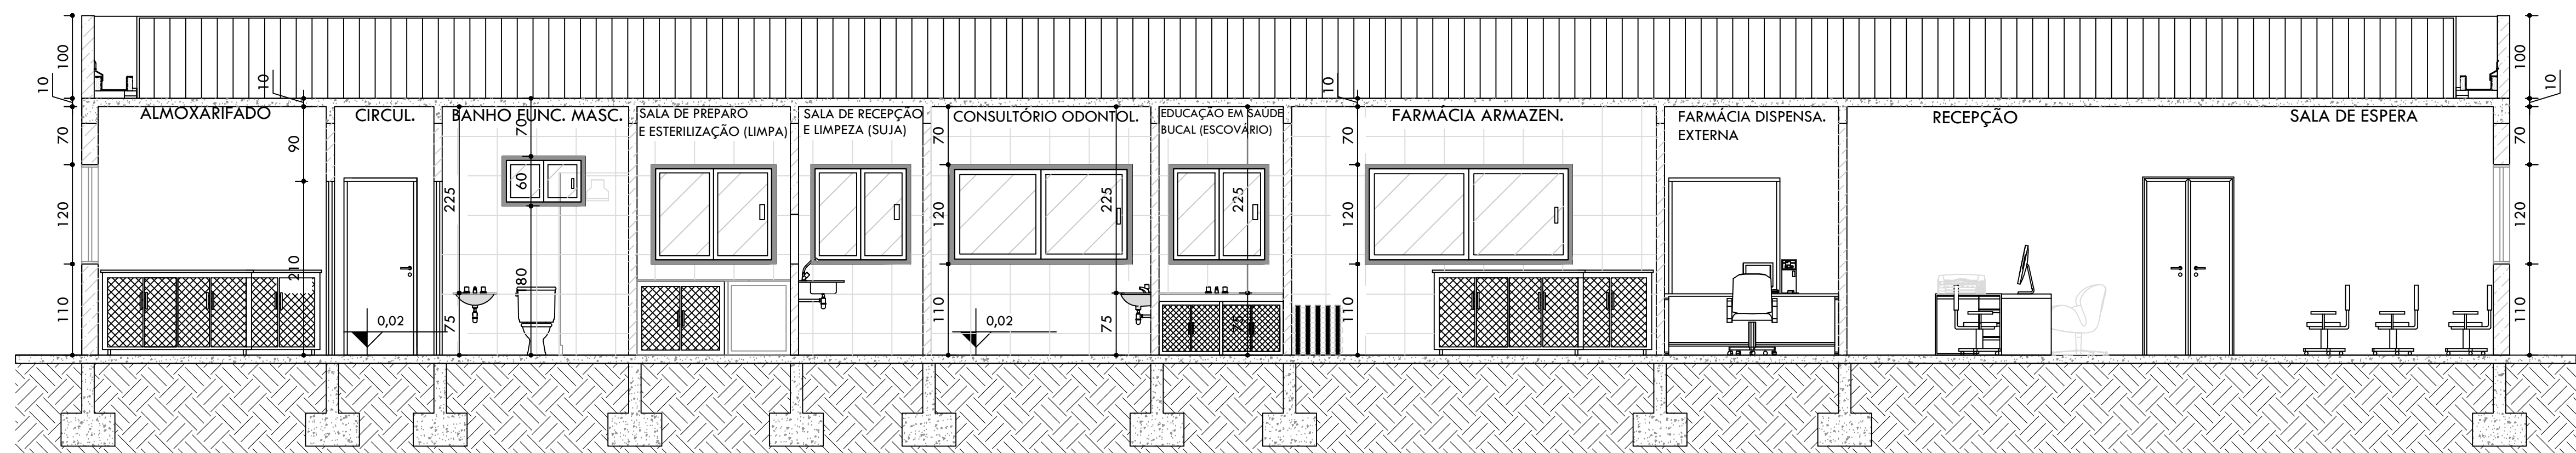 100
10
70
120
110
ALMOXARIFADO
10
90
210
CIRCUL.
0,02
BANHO FUNC. MASC.
70
60
80
225
75
SALA DE PREPARO
E ESTERILIZAÇÃO (LIMPA)
SALA DE RECEPÇÃO
E LIMPEZA (SUJA)
CONSULTÓRIO ODONTOL.
70
120
110
0,02
225
75
EDUCAÇÃO EM SAÚDE
BUCAL (ESCOVÁRIO)
225
75
10
70
120
110
FARMÁCIA ARMAZEN.
FARMÁCIA DISPENSA.
EXTERNA
RECEPÇÃO
SALA DE ESPERA
100
10
70
120
110